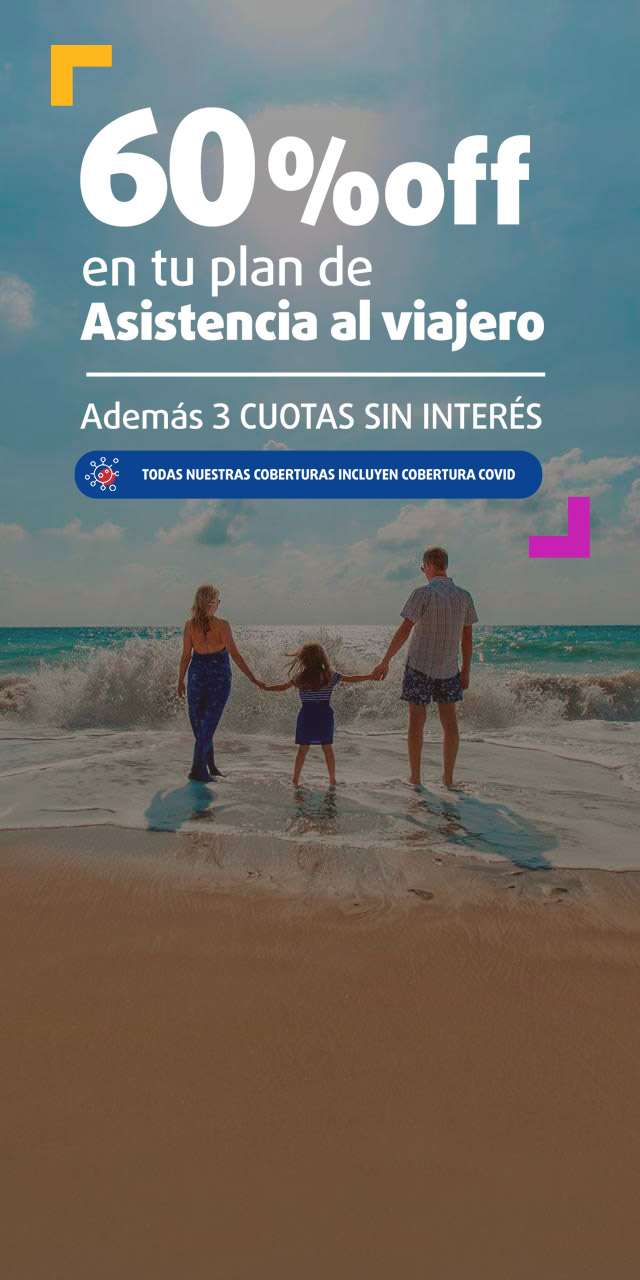 60%off
en tu plan de
Asistencia al viajero
Además 3 CUOTAS SIN INTERÉS
TODAS NUESTRAS COBERTURAS INCLUYEN COBERTURA COVID